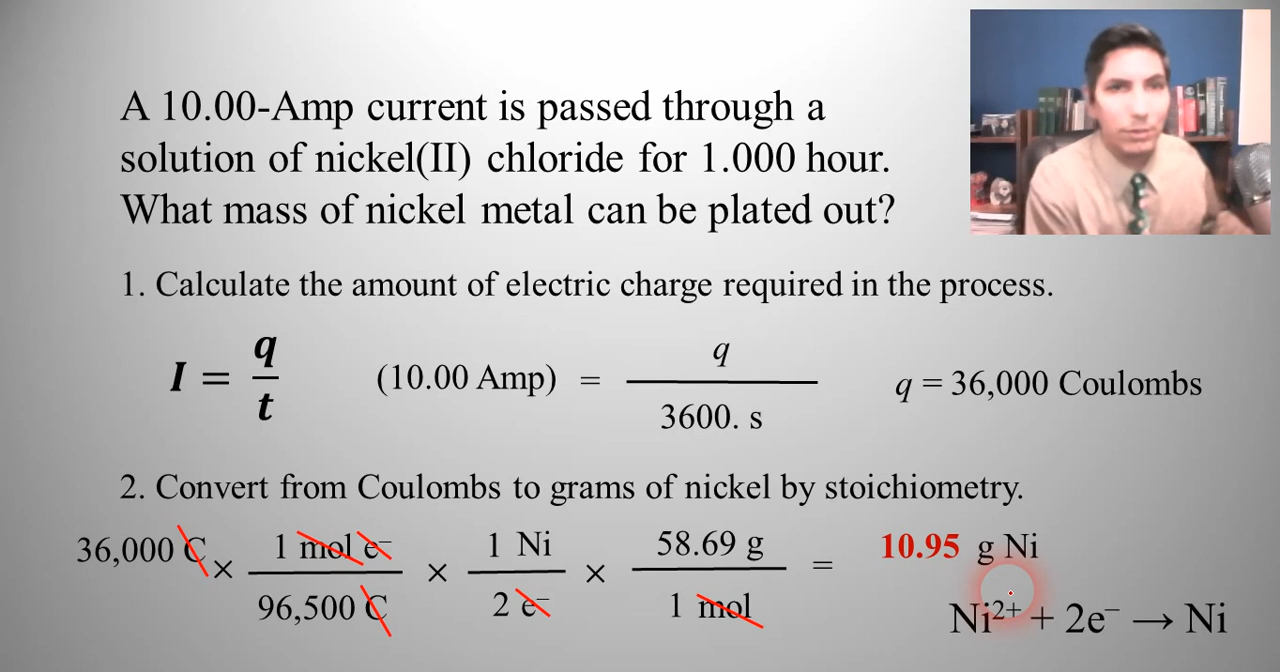 A 10.00-Amp current is passed through a
solution of nickel(II) chloride for 1.000 hour.
What mass of nickel metal can be plated out?
1. Calculate the amount of electric charge required in the process.
I = q/t (10.00 Amp) = q/3600. s q = 36,000 Coulombs
2. Convert from Coulombs to grams of nickel by stoichiometry.
36,000 C × 1 mol e⁻/96,500 C × 1 Ni/2 e⁻ × 58.69 g/1 mol = 10.95 g Ni
Ni²⁺ + 2e⁻ → Ni